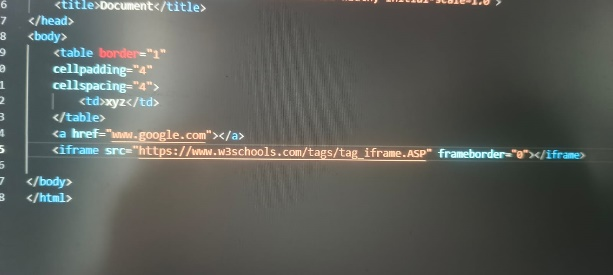 6 <title>Document</title>
7 </head>
8 <body>
9 <table border="1"
0 cellpadding="4"
1 cellspacing="4">
2 <td>xyz</td>
3 </table>
4 <a href="www.google.com"></a>
5 <iframe src="https://www.w3schools.com/tags/tag_iframe.ASP" frameborder="0"></iframe>
6
7 </body>
8 </html>